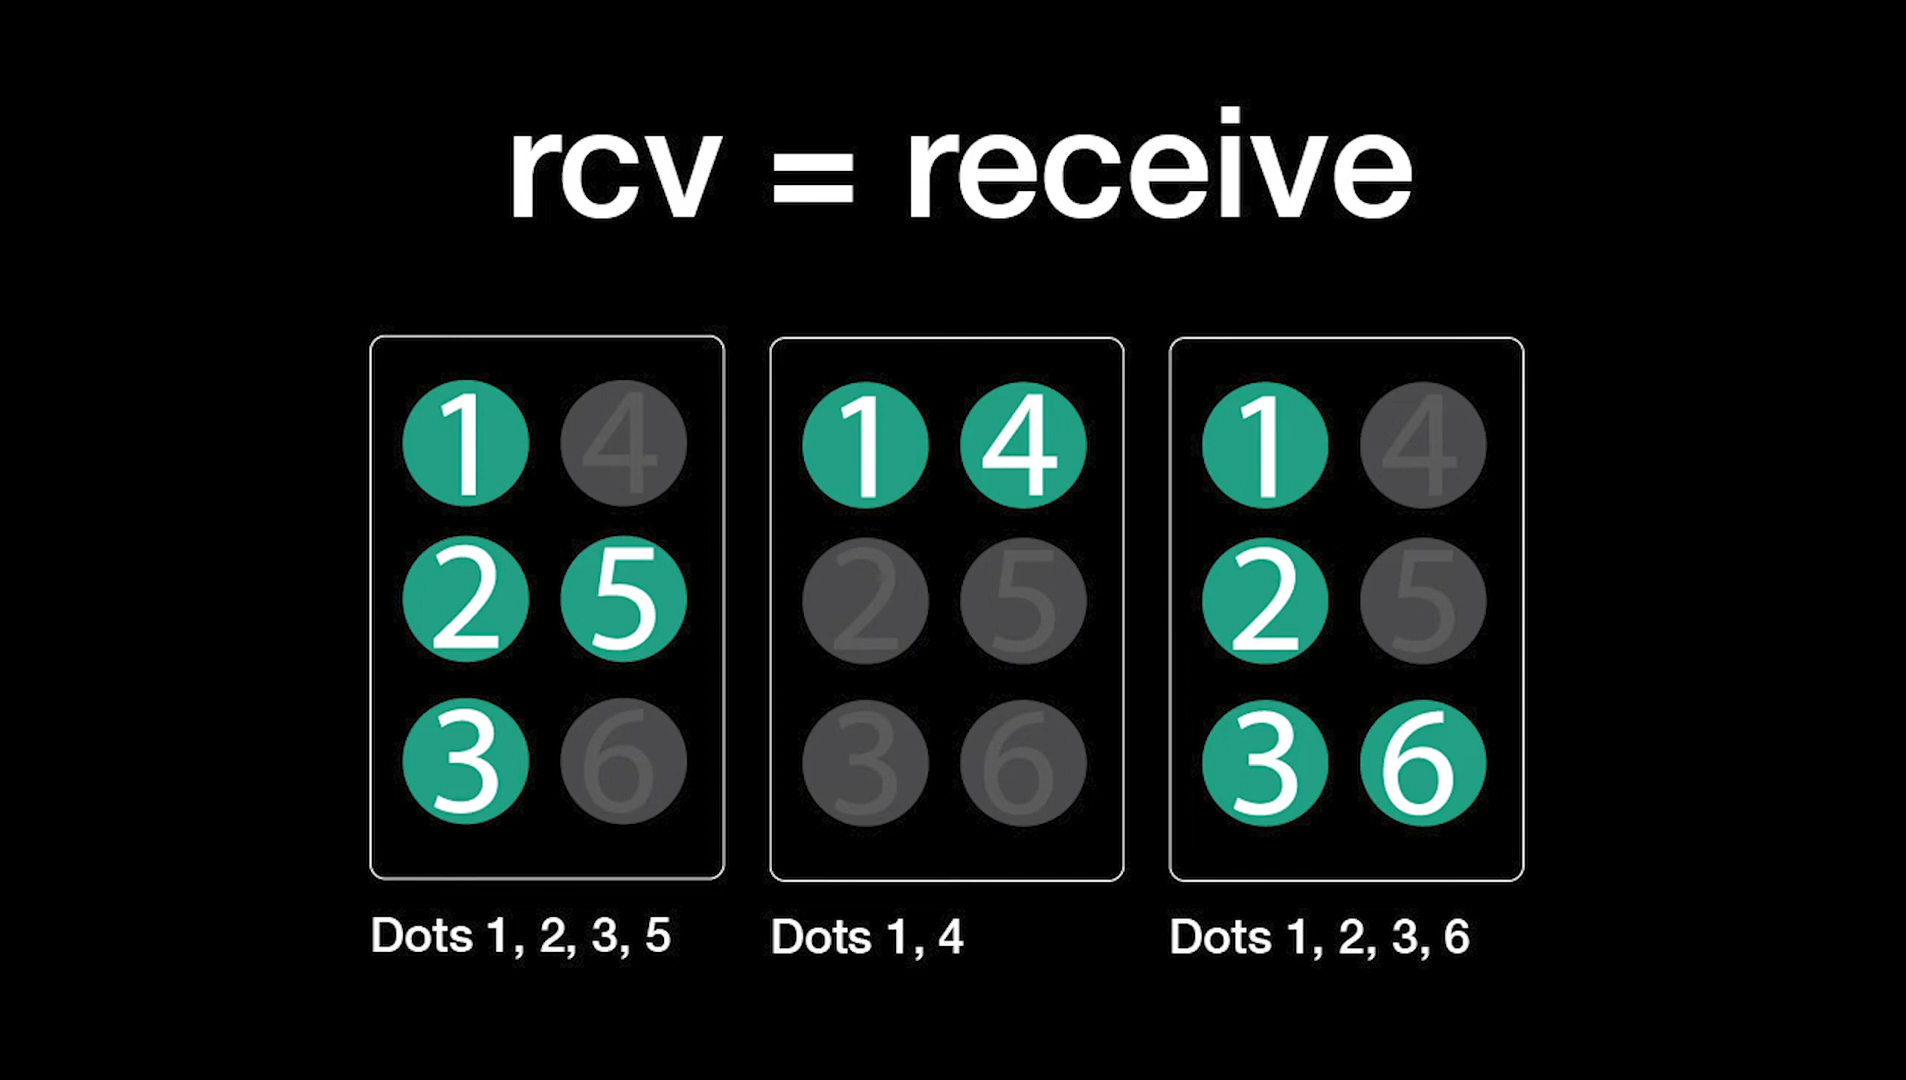 rcv = receive
1 4 1 4 1 4
2 5 2 5 2 5
3 6 3 6 3 6
Dots 1, 2, 3, 5 Dots 1, 4 Dots 1, 2, 3, 6